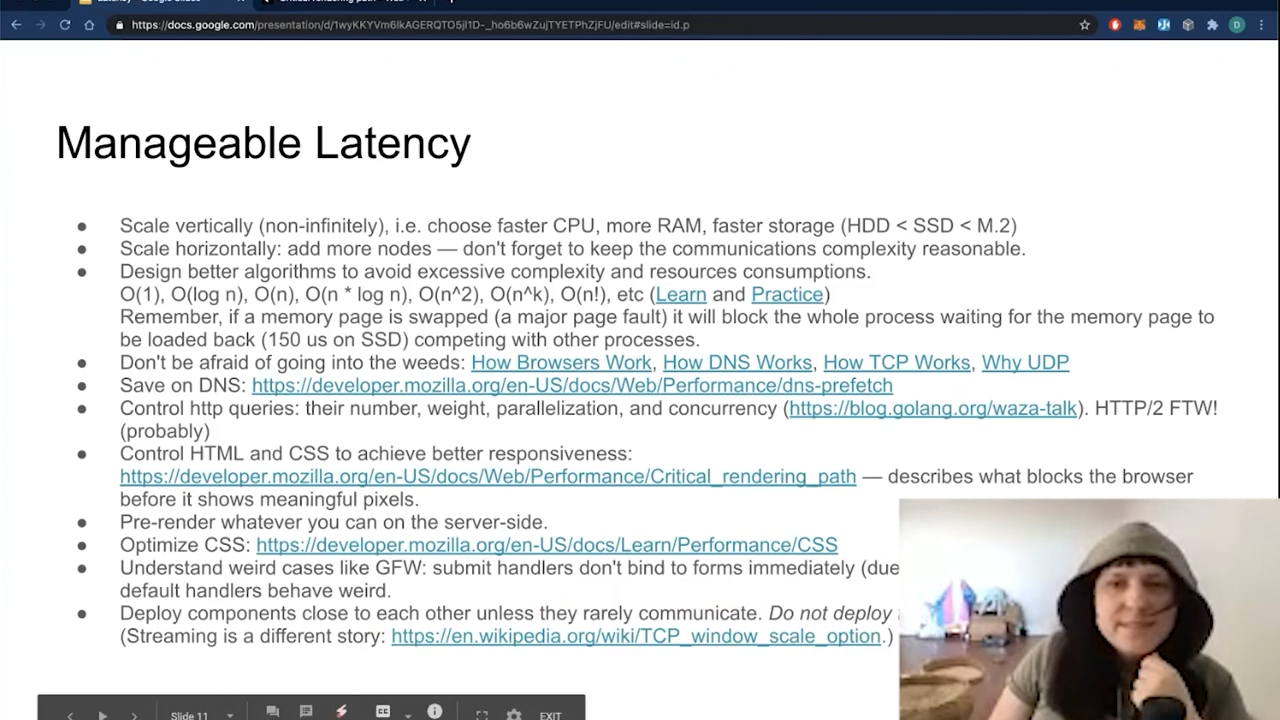 https://docs.google.com/presentation/d/1wyKKYVm6lkAGERQTO5jI1D-_ho6b6wZujTYETPhZjFU/edit#slide=id.p
D
Manageable Latency
● Scale vertically (non-infinitely), i.e. choose faster CPU, more RAM, faster storage (HDD < SSD < M.2)
● Scale horizontally: add more nodes — don't forget to keep the communications complexity reasonable.
● Design better algorithms to avoid excessive complexity and resources consumptions.
O(1), O(log n), O(n), O(n * log n), O(n^2), O(n^k), O(n!), etc (Learn and Practice)
Remember, if a memory page is swapped (a major page fault) it will block the whole process waiting for the memory page to
be loaded back (150 us on SSD) competing with other processes.
● Don't be afraid of going into the weeds: How Browsers Work, How DNS Works, How TCP Works, Why UDP
● Save on DNS: https://developer.mozilla.org/en-US/docs/Web/Performance/dns-prefetch
● Control http queries: their number, weight, parallelization, and concurrency (https://blog.golang.org/waza-talk). HTTP/2 FTW!
(probably)
● Control HTML and CSS to achieve better responsiveness:
https://developer.mozilla.org/en-US/docs/Web/Performance/Critical_rendering_path — describes what blocks the browser
before it shows meaningful pixels.
● Pre-render whatever you can on the server-side.
● Optimize CSS: https://developer.mozilla.org/en-US/docs/Learn/Performance/CSS
● Understand weird cases like GFW: submit handlers don't bind to forms immediately (due
default handlers behave weird.
● Deploy components close to each other unless they rarely communicate. Do not deploy
(Streaming is a different story: https://en.wikipedia.org/wiki/TCP_window_scale_option.)
Slide 11
CC
EXIT